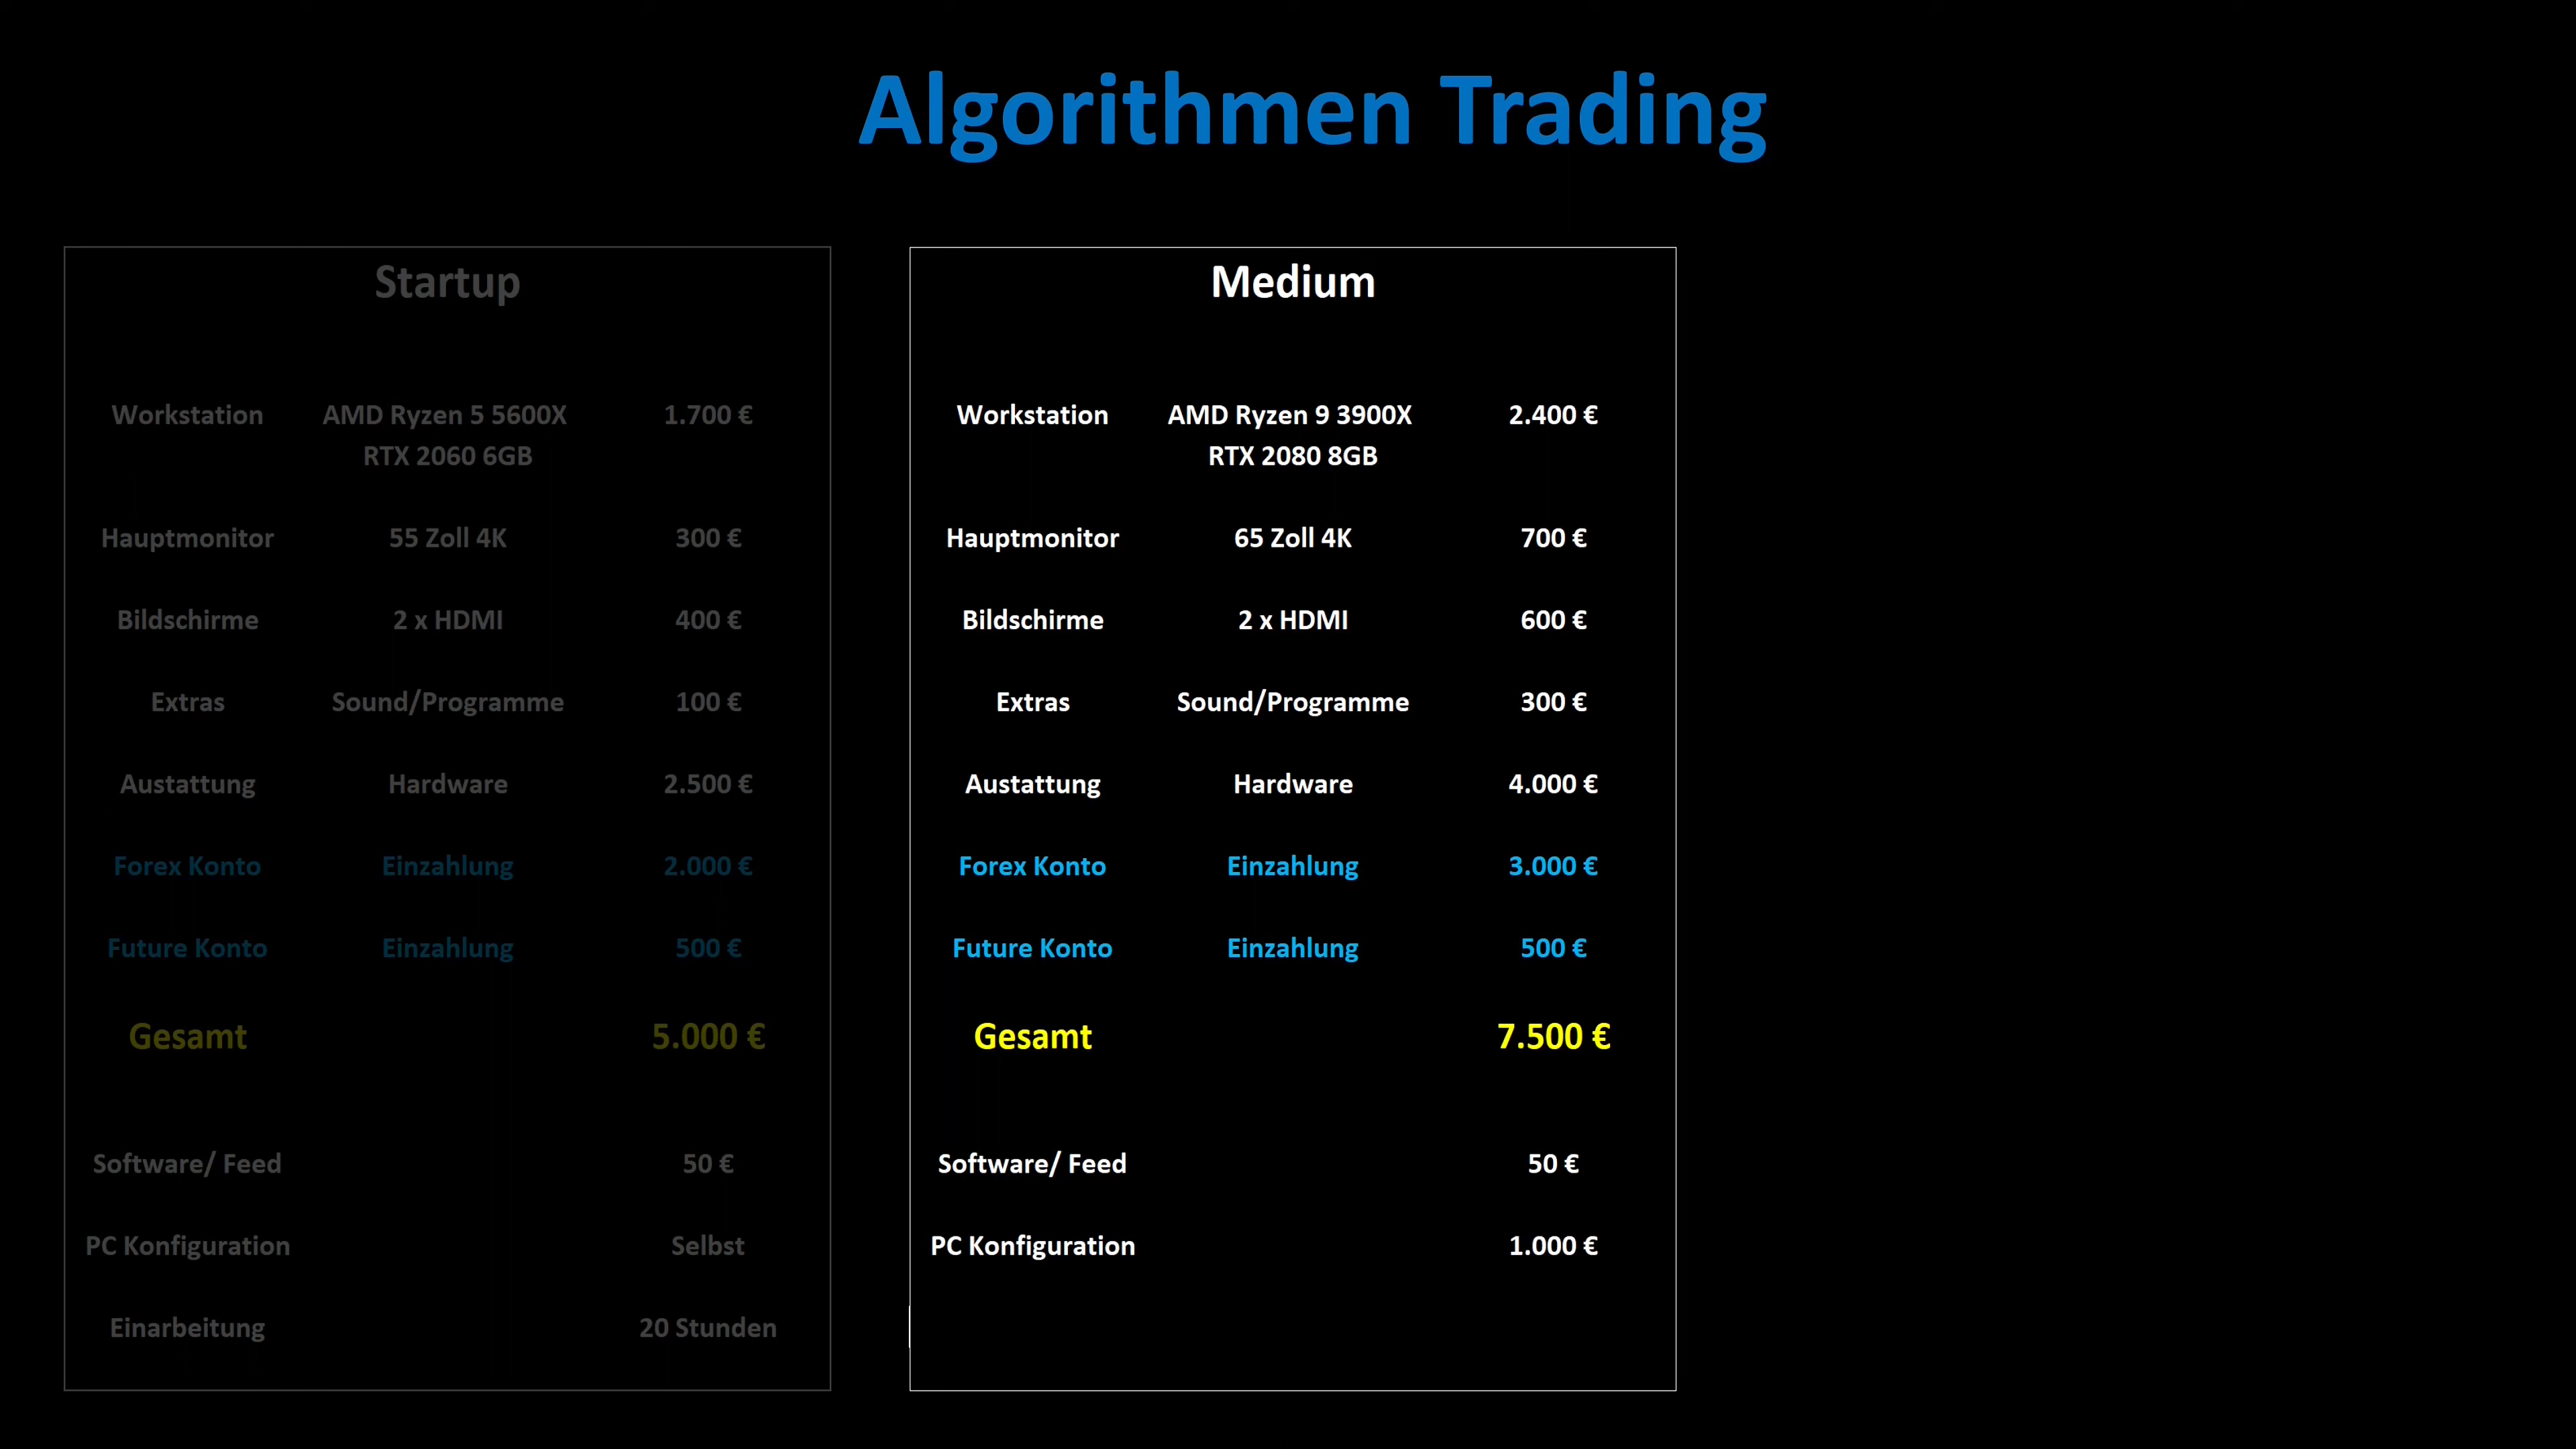 Algorithmen Trading
Startup
Workstation AMD Ryzen 5 5600X 1.700 €
RTX 2060 6GB
Hauptmonitor 55 Zoll 4K 300 €
Bildschirme 2 x HDMI 400 €
Extras Sound/Programme 100 €
Austattung Hardware 2.500 €
Forex Konto Einzahlung 2.000 €
Future Konto Einzahlung 500 €
Gesamt 5.000 €
Software/ Feed 50 €
PC Konfiguration Selbst
Einarbeitung 20 Stunden
Medium
Workstation AMD Ryzen 9 3900X 2.400 €
RTX 2080 8GB
Hauptmonitor 65 Zoll 4K 700 €
Bildschirme 2 x HDMI 600 €
Extras Sound/Programme 300 €
Austattung Hardware 4.000 €
Forex Konto Einzahlung 3.000 €
Future Konto Einzahlung 500 €
Gesamt 7.500 €
Software/ Feed 50 €
PC Konfiguration 1.000 €